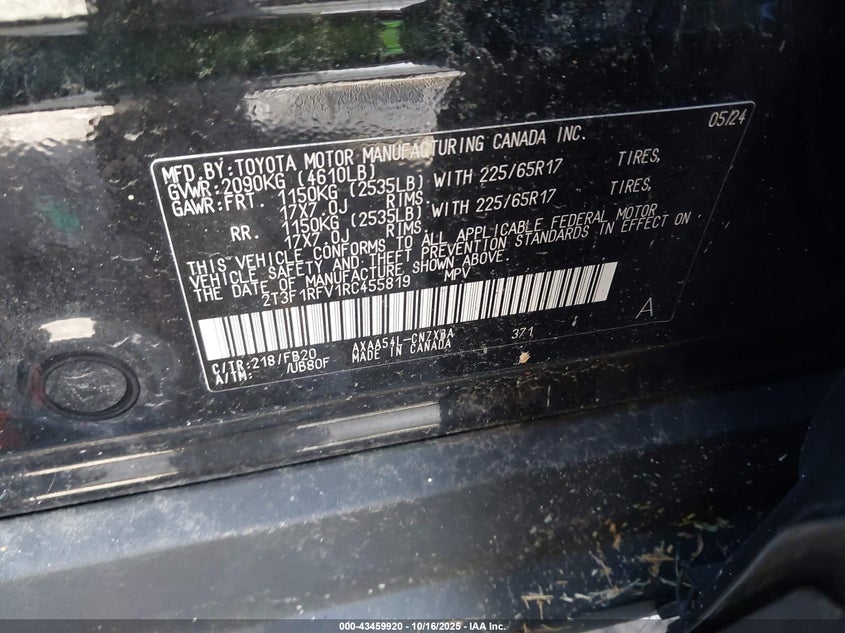 05/24
MFD. BY: TOYOTA MOTOR MANUFACTURING CANADA INC.
GVWR: 2090KG (4610LB)
GAWR: FRT. 1150KG (2535LB) WITH 225/65R17 TIRES,
17X7.0J RIMS.
RR. 1150KG (2535LB) WITH 225/65R17 TIRES,
17X7.0J RIMS.
THIS VEHICLE CONFORMS TO ALL APPLICABLE FEDERAL MOTOR
VEHICLE SAFETY AND THEFT PREVENTION STANDARDS IN EFFECT ON
THE DATE OF MANUFACTURE SHOWN ABOVE.
2T3F1RFV1RC455819 MPV
A
C/TR: 218/FB20 AXAA54L-CNZXBA 371
A/TM: /UB80F MADE IN CANADA
000-43459920 - 10/16/2025 - IAA Inc.